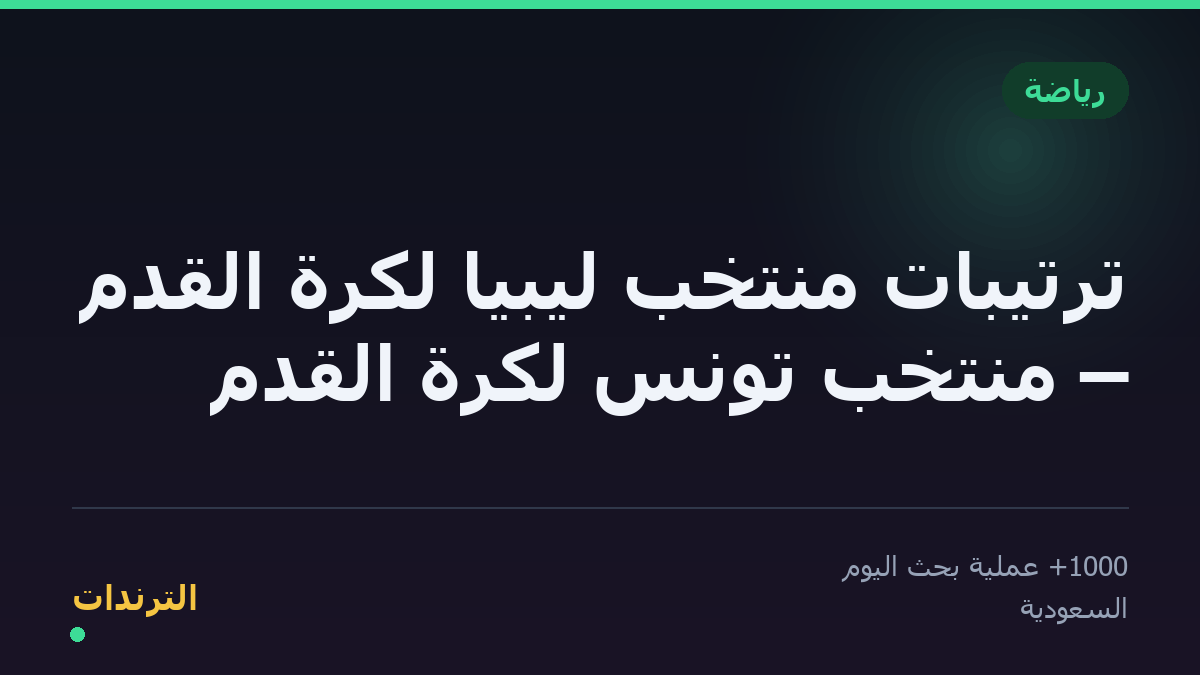 رياضة
ترتيبات منتخب ليبيا لكرة القدم
– منتخب تونس لكرة القدم
1000+ عملية بحث اليوم
السعودية
الترندات